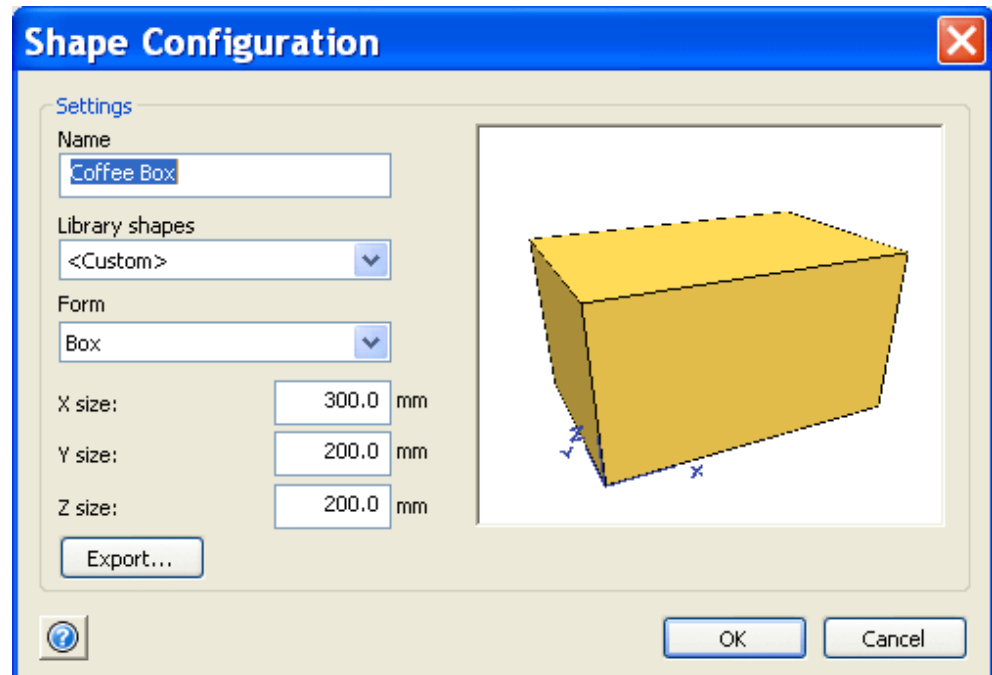 Shape Configuration
Settings
Name
Coffee Box
Library shapes
<Custom>
Form
Box
X size: 300.0 mm
Y size: 200.0 mm
Z size: 200.0 mm
Export...
Z
Y
X
?
OK Cancel